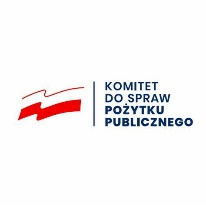 KOMITET
DO SPRAW
POŻYTKU
PUBLICZNEGO